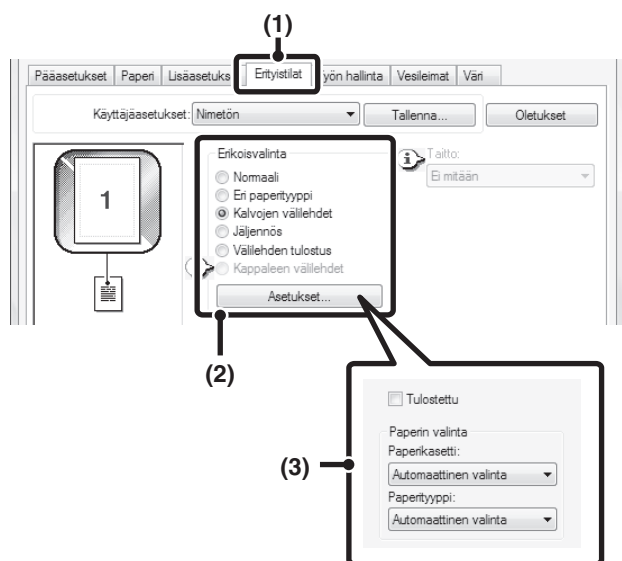 (1)
Pääasetukset Paperi Lisäasetuks Erityistilat yön hallinta Vesileimat Väri
Käyttäjäasetukset: Nimetön Tallenna... Oletukset
Erikoisvalinta
Taitto:
Normaali
Ei mitään
Eri paperityyppi
1
Kalvojen välilehdet
Jäljennös
Välilehden tulostus
Kappaleen välilehdet
Asetukset...
(2)
Tulostettu
Paperin valinta
Paperikasetti:
(3)
Automaattinen valinta
Paperityyppi:
Automaattinen valinta